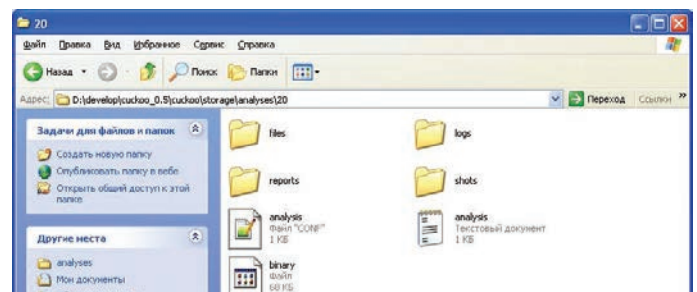 20
Файл Правка Вид Избранное Сервис Справка
Назад Поиск Папки
Адрес: D:\develop\cuckoo_0.5\cuckoo\storage\analyses\20 Переход Ссылки »
Задачи для файлов и папок
Создать новую папку
Опубликовать папку в вебе
Открыть общий доступ к этой папке
Другие места
analyses
Мои документы
files
logs
reports
shots
analysis
Файл "CONF"
1 КБ
analysis
Текстовый документ
1 КБ
binary
Файл
68 КБ